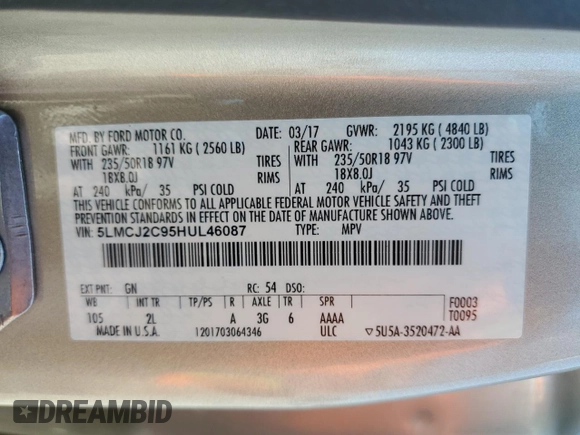 MFD. BY FORD MOTOR CO.
DATE: 03/17 GVWR: 2195 KG ( 4840 LB)
FRONT GAWR: 1161 KG ( 2560 LB) REAR GAWR: 1043 KG ( 2300 LB)
WITH 235/50R18 97V TIRES WITH 235/50R18 97V TIRES
18X8.0J RIMS 18X8.0J RIMS
AT 240 kPa/ 35 PSI COLD AT 240 kPa/ 35 PSI COLD
THIS VEHICLE CONFORMS TO ALL APPLICABLE FEDERAL MOTOR VEHICLE SAFETY AND THEFT
PREVENTION STANDARDS IN EFFECT ON THE DATE OF MANUFACTURE SHOWN ABOVE.
VIN: 5LMCJ2C95HUL46087 TYPE: MPV
EXT PNT: GN RC: 54 DSO:
WB INT TR TP/PS R AXLE TR SPR F0003
105 2L A 3G 6 AAAA T0095
MADE IN U.S.A. 1201703064346 ULC ▽5U5A-3520472-AA
DREAMBID